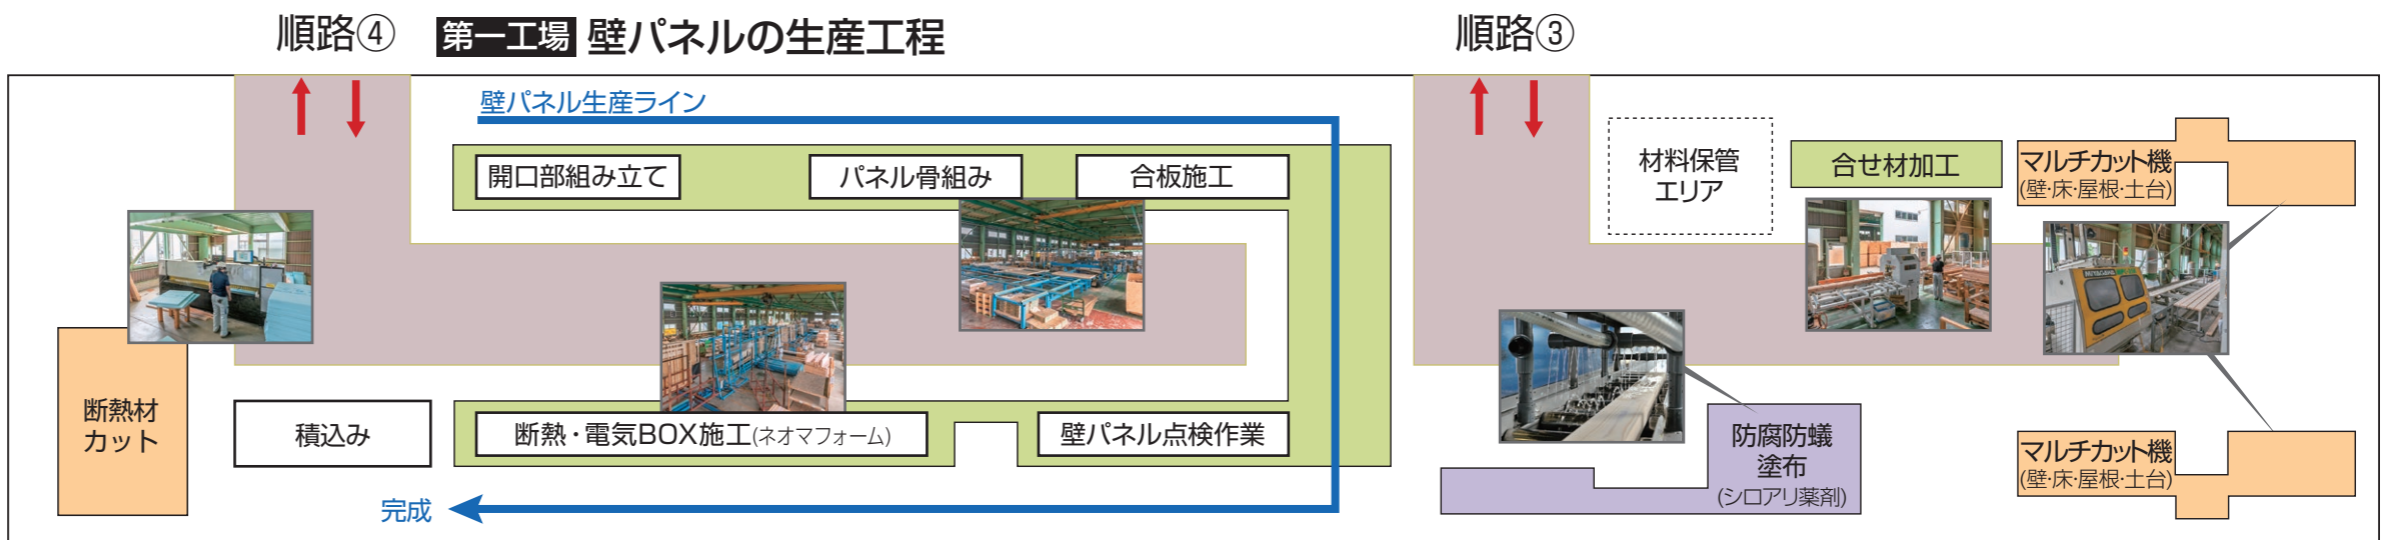 順路④
第一工場 壁パネルの生産工程
順路③
壁パネル生産ライン
開口部組み立て
パネル骨組み
合板施工
材料保管
エリア
合せ材加工
マルチカット機
(壁・床・屋根・土台)
断熱材
カット
積込み
断熱・電気BOX施工(ネオマフォーム)
壁パネル点検作業
完成
防腐防蟻
塗布
(シロアリ薬剤)
マルチカット機
(壁・床・屋根・土台)